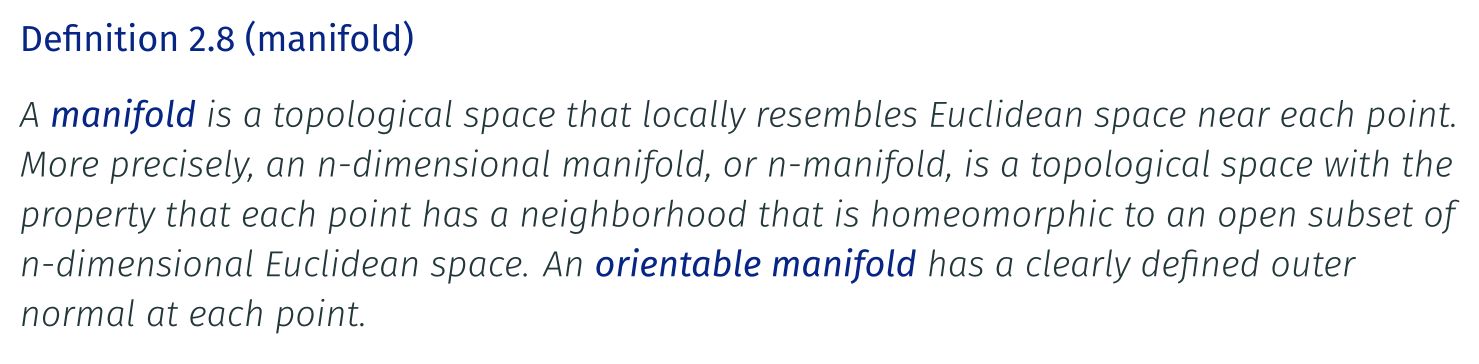 Definition 2.8 (manifold)
A manifold is a topological space that locally resembles Euclidean space near each point.
More precisely, an n-dimensional manifold, or n-manifold, is a topological space with the
property that each point has a neighborhood that is homeomorphic to an open subset of
n-dimensional Euclidean space. An orientable manifold has a clearly defined outer
normal at each point.